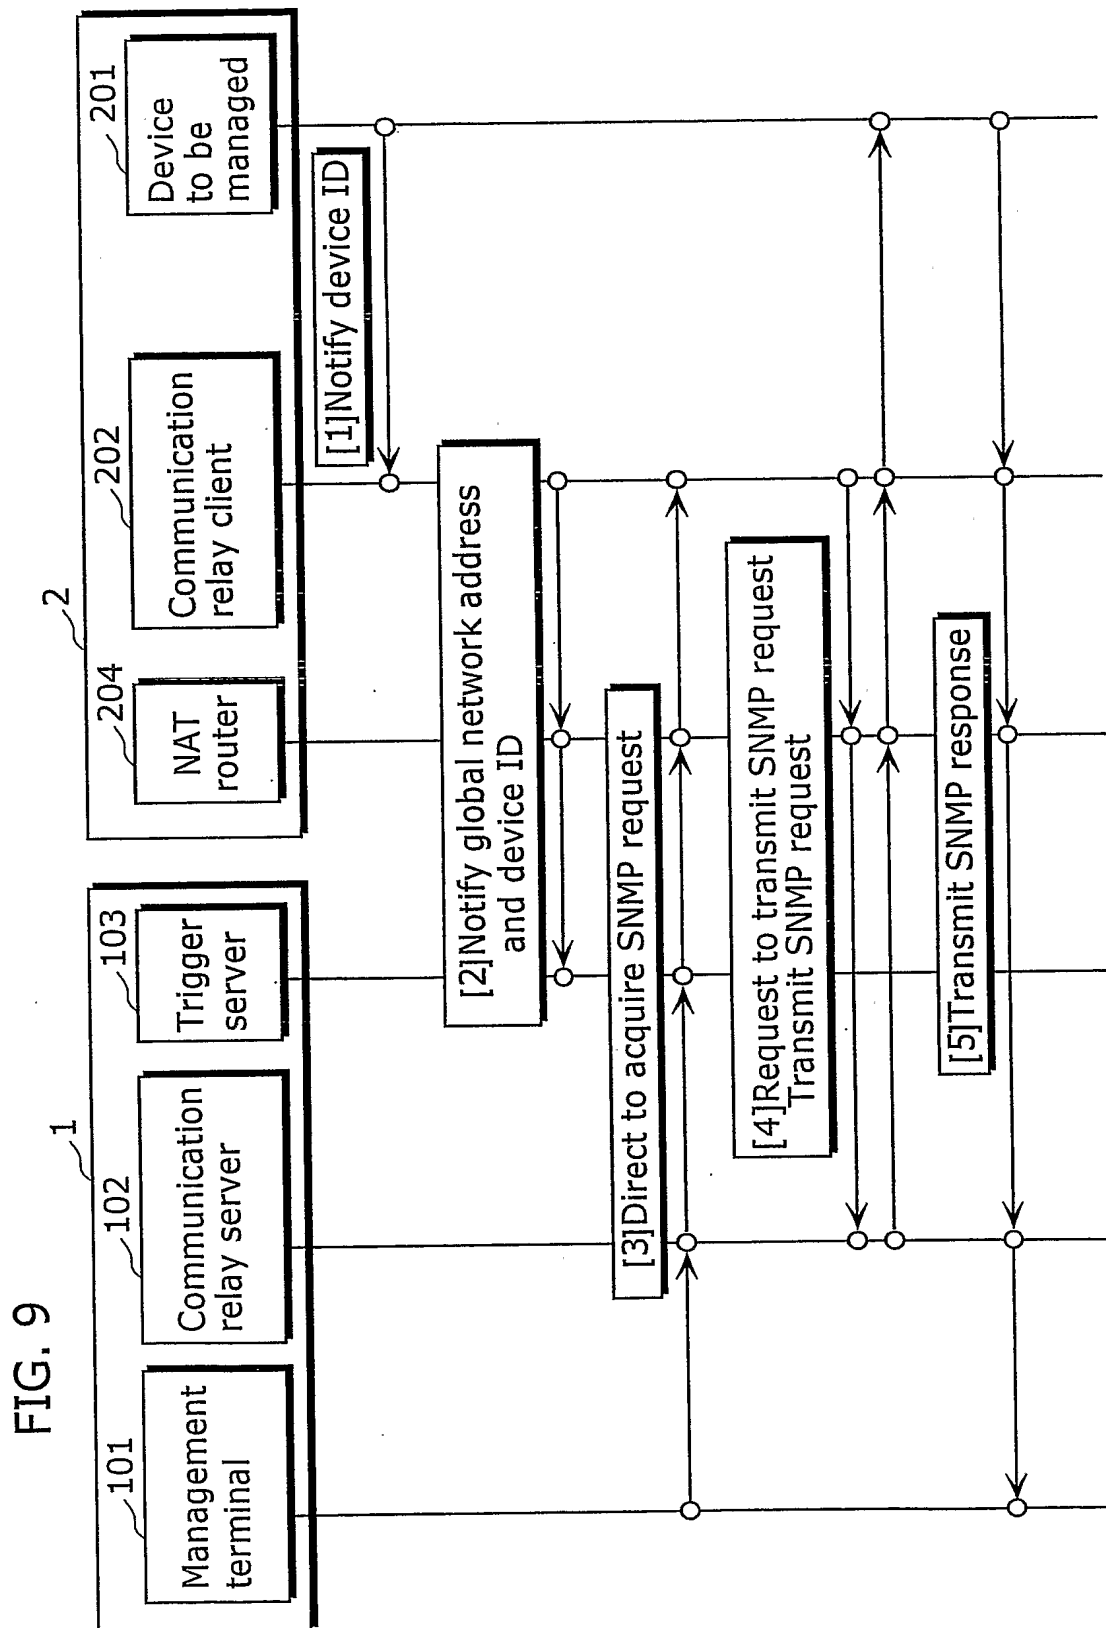 FIG. 9
1
2
101
102
103
204
202
201
Management
terminal
Communication
relay server
Trigger
server
NAT
router
Communication
relay client
Device
to be
managed
[1]Notify device ID
[2]Notify global network address
and device ID
[3]Direct to acquire SNMP request
[4]Request to transmit SNMP request
Transmit SNMP request
[5]Transmit SNMP response